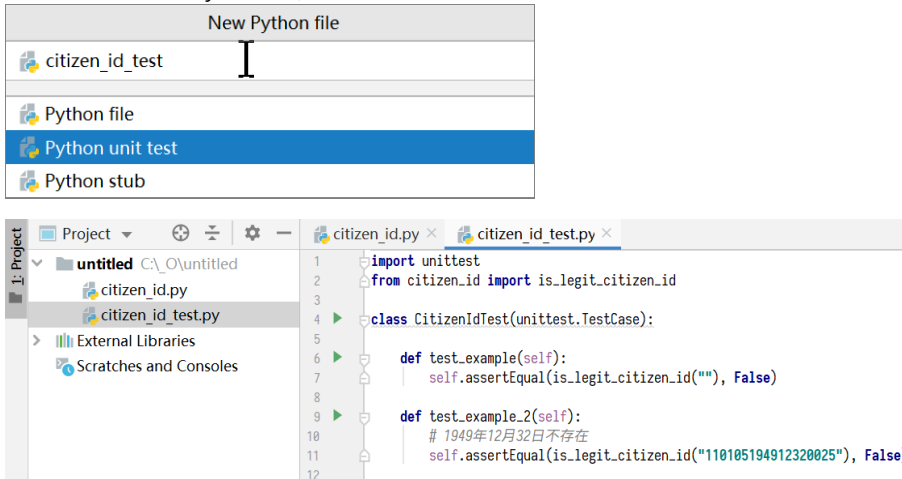 New Python file
citizen_id_test
Python file
Python unit test
Python stub
1: Project
Project
untitled C:\_O\untitled
citizen_id.py
citizen_id_test.py
External Libraries
Scratches and Consoles
citizen_id.py × citizen_id_test.py ×
1 import unittest
2 from citizen_id import is_legit_citizen_id
3
4 class CitizenIdTest(unittest.TestCase):
5
6 def test_example(self):
7 self.assertEqual(is_legit_citizen_id(""), False)
8
9 def test_example_2(self):
10 # 1949年12月32日不存在
11 self.assertEqual(is_legit_citizen_id("110105194912320025"), False
12